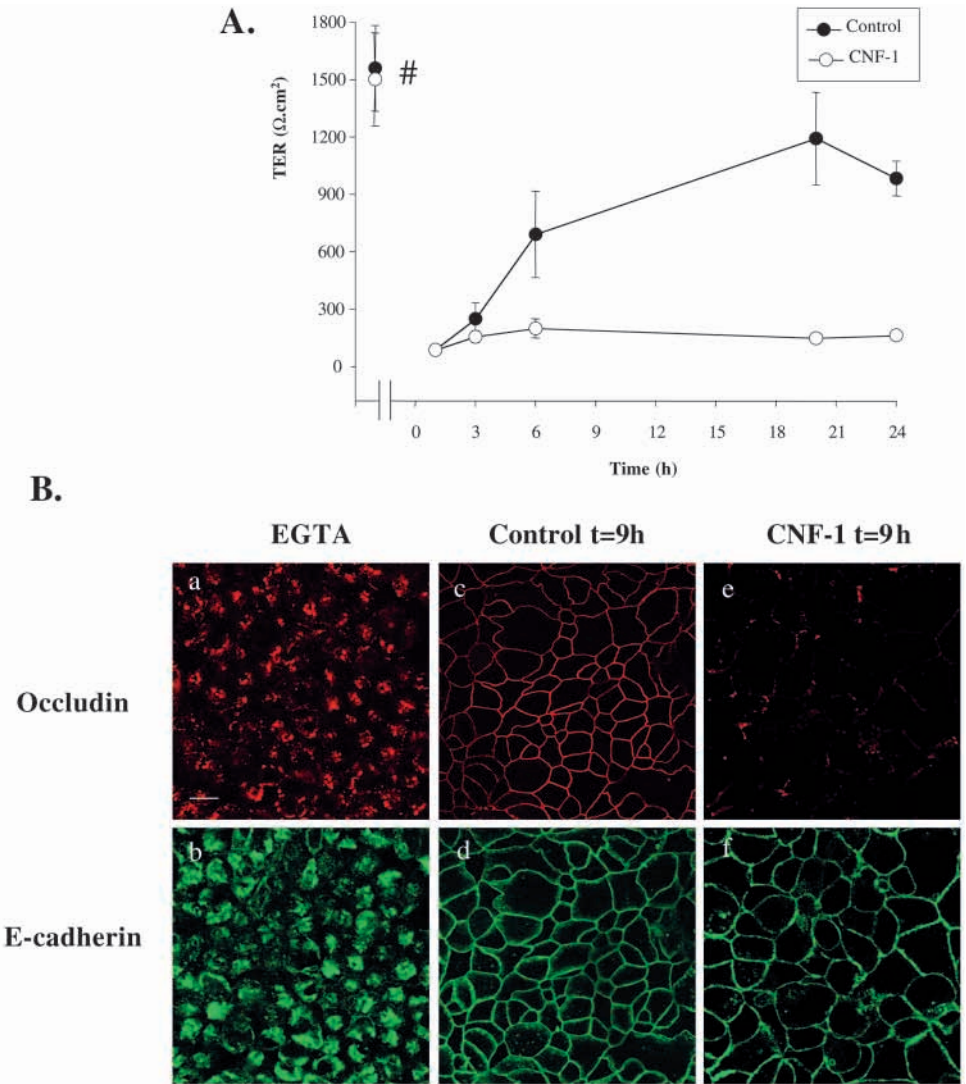 A.
1800
1500
1200
900
600
300
0
TER (Ω.cm²)
#
Control
CNF-1
0 3 6 9 12 15 18 21 24
Time (h)
B.
EGTA Control t=9h CNF-1 t=9h
Occludin
a c e
E-cadherin
b d f